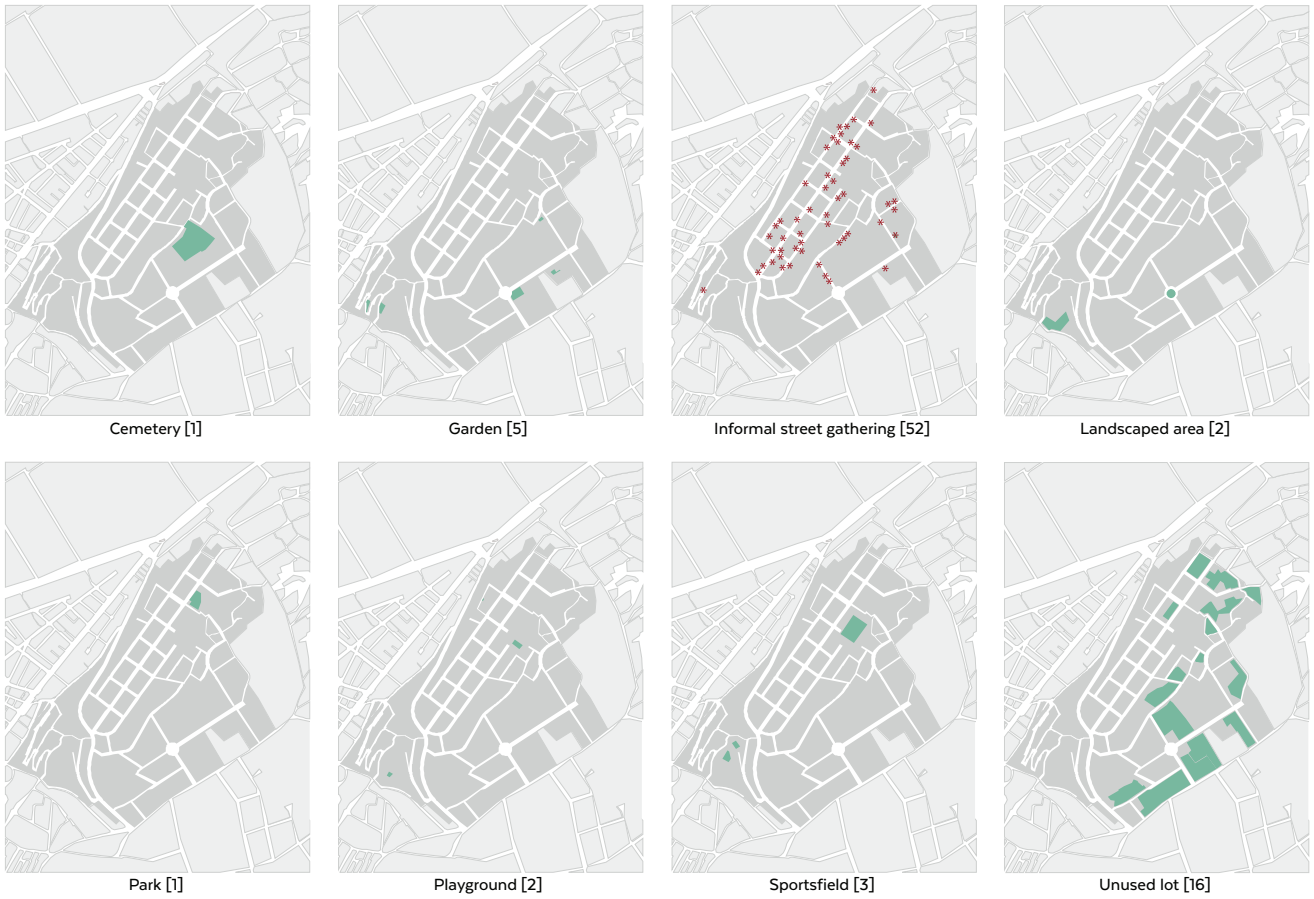 Cemetery [1]
Garden [5]
Informal street gathering [52]
Landscaped area [2]
Park [1]
Playground [2]
Sportsfield [3]
Unused lot [16]